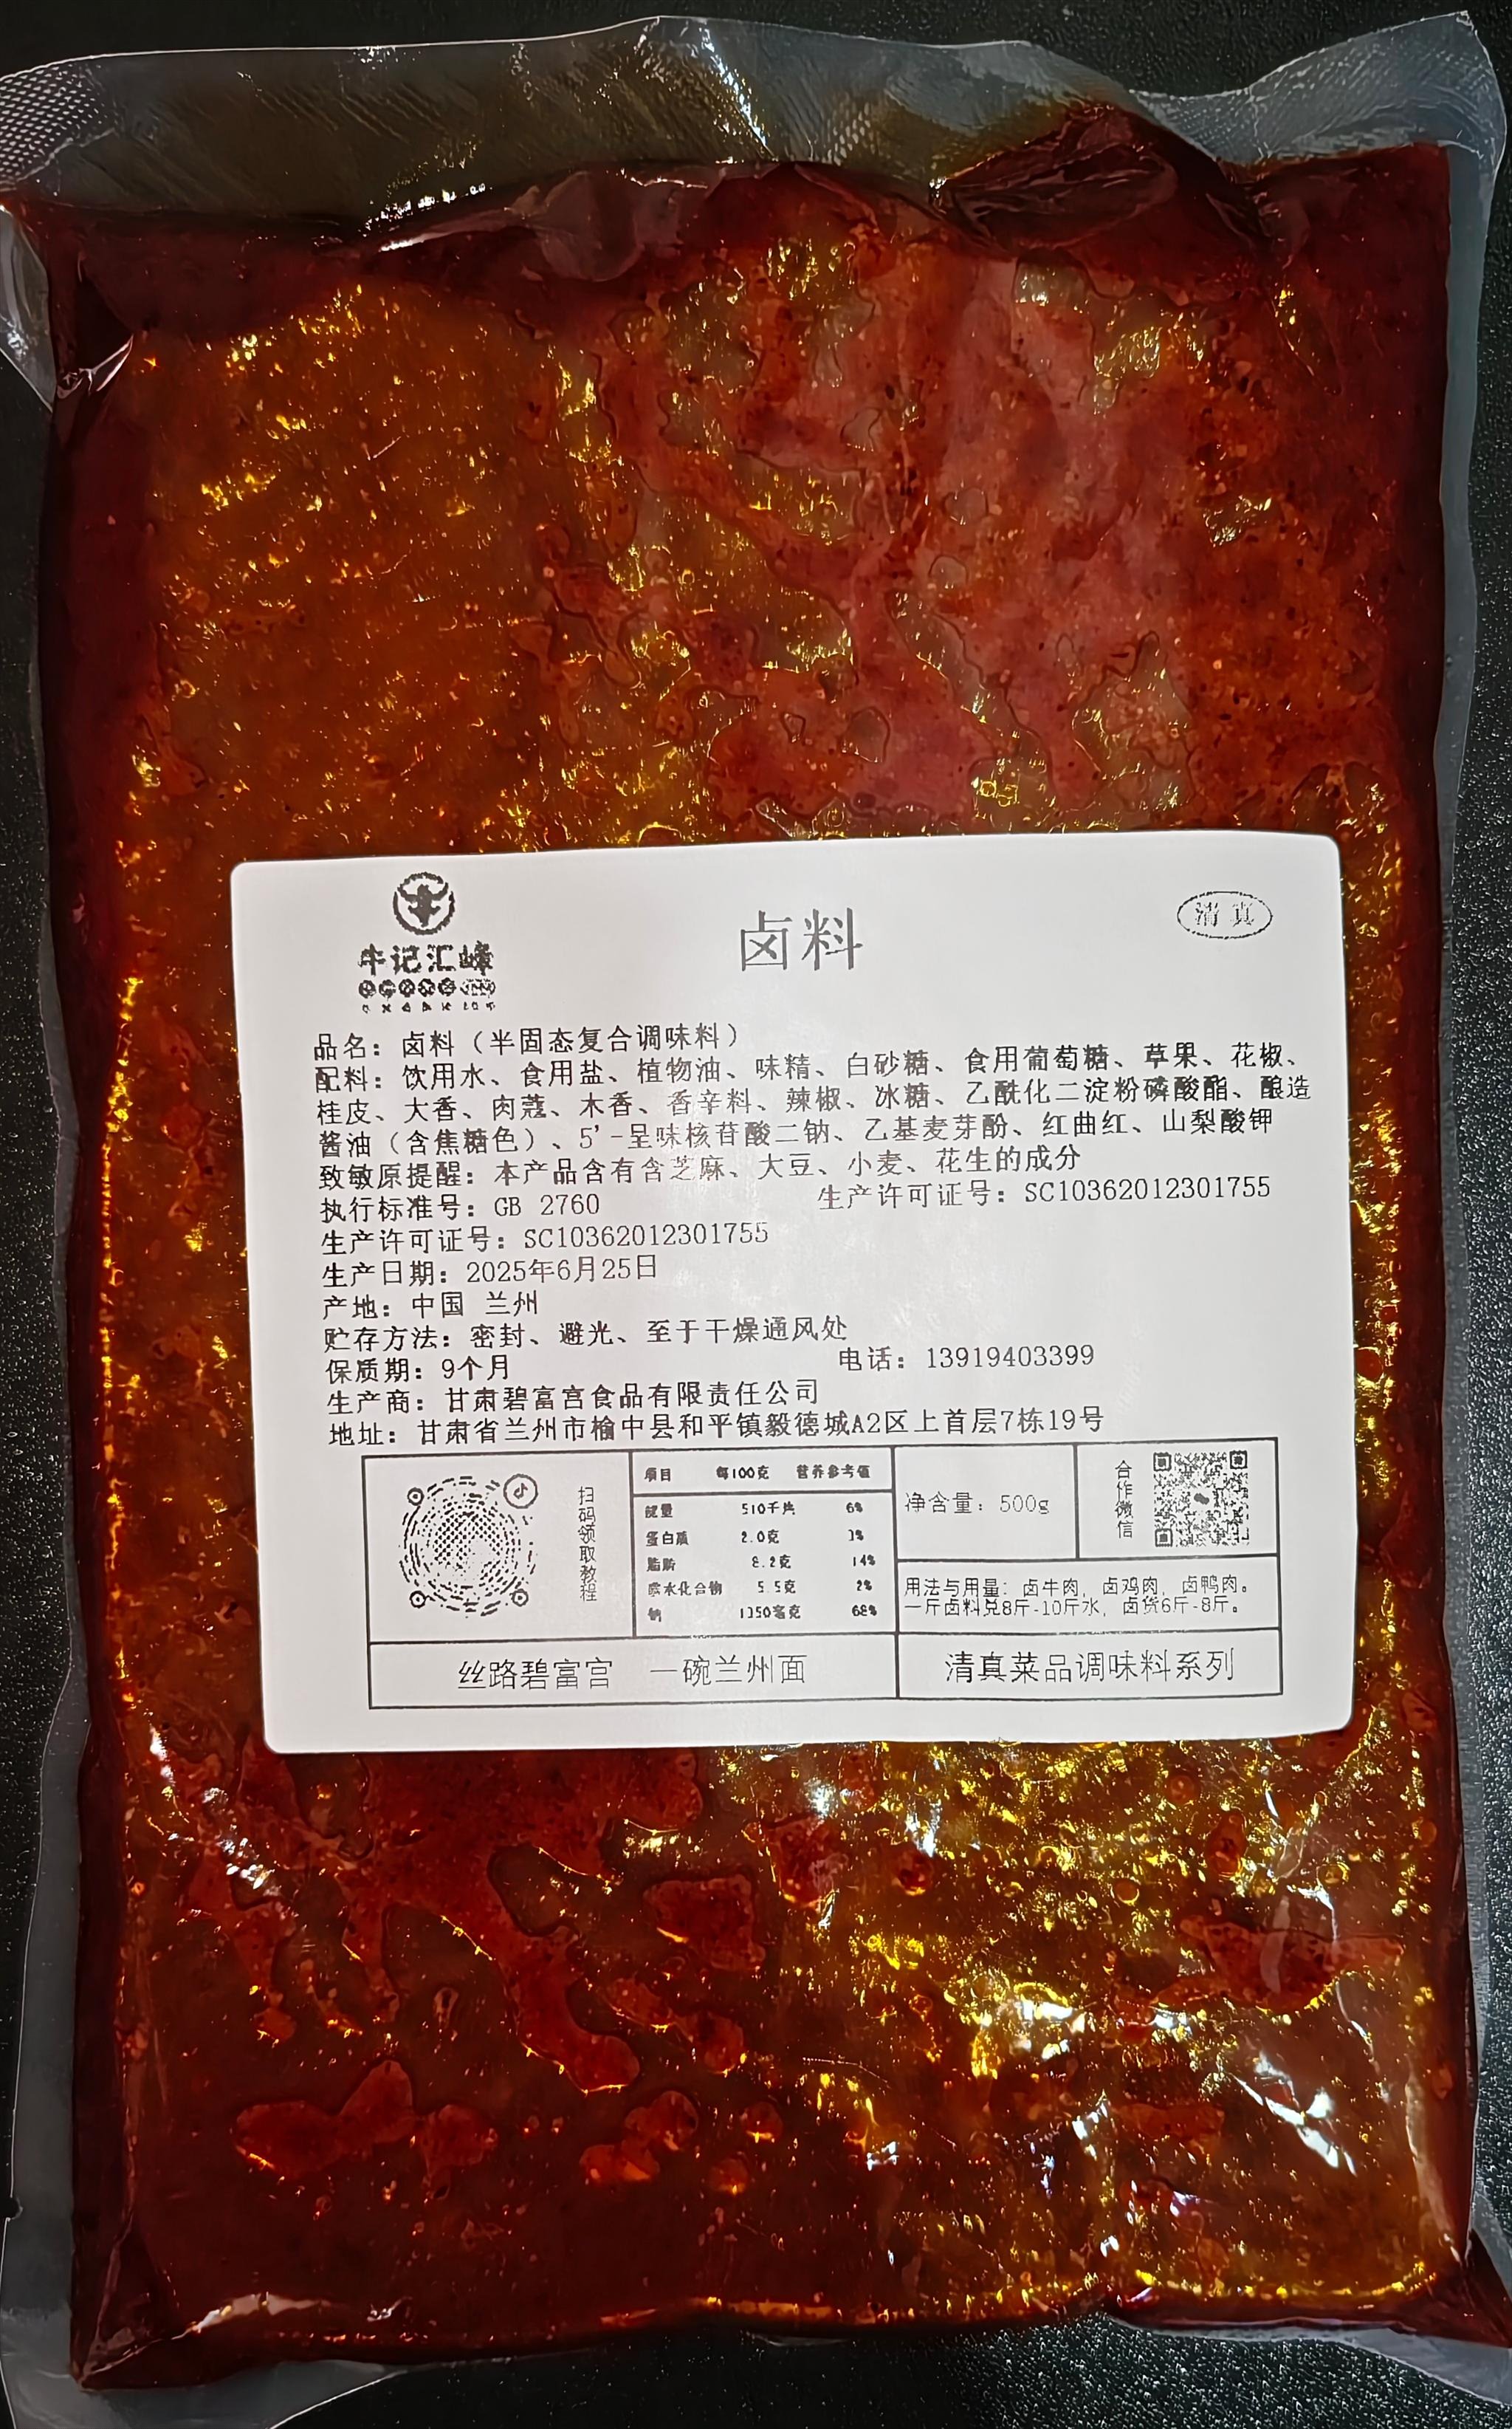 牛记汇峰
卤料
清真
品名：卤料（半固态复合调味料）
配料：饮用水、食用盐、植物油、味精、白砂糖、食用葡萄糖、草果、花椒、
桂皮、大香、肉蔻、木香、香辛料、辣椒、冰糖、乙酰化二淀粉磷酸酯、酿造
酱油（含焦糖色）、5'-呈味核苷酸二钠、乙基麦芽酚、红曲红、山梨酸钾
致敏原提醒：本产品含有含芝麻、大豆、小麦、花生的成分
执行标准号：GB 2760 生产许可证号：SC10362012301755
生产许可证号：SC10362012301755
生产日期：2025年6月25日
产地：中国 兰州
贮存方法：密封、避光、至于干燥通风处
保质期：9个月 电话：13919403399
生产商：甘肃碧富宫食品有限责任公司
地址：甘肃省兰州市榆中县和平镇毅德城A2区上首层7栋19号
扫码领取教程
项目 每100克 营养参考值
能量 510千焦 6%
蛋白质 2.0克 3%
脂肪 8.2克 14%
碳水化合物 5.5克 2%
钠 1350毫克 68%
净含量：500g
合作微信
用法与用量：卤牛肉，卤鸡肉，卤鸭肉。
一斤卤料兑8斤-10斤水，卤货6斤-8斤。
丝路碧富宫 一碗兰州面
清真菜品调味料系列